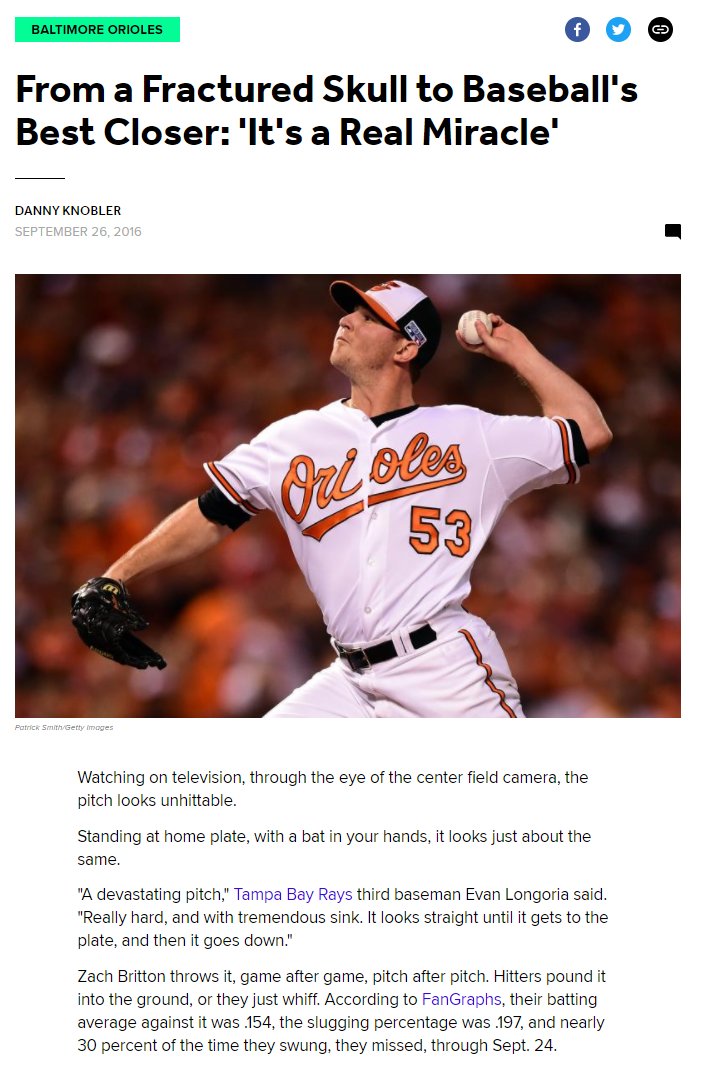 BALTIMORE ORIOLES
From a Fractured Skull to Baseball's
Best Closer: 'It's a Real Miracle'
DANNY KNOBLER
SEPTEMBER 26, 2016
Orioles
53
Patrick Smith/Getty Images
Watching on television, through the eye of the center field camera, the
pitch looks unhittable.
Standing at home plate, with a bat in your hands, it looks just about the
same.
"A devastating pitch," Tampa Bay Rays third baseman Evan Longoria said.
"Really hard, and with tremendous sink. It looks straight until it gets to the
plate, and then it goes down."
Zach Britton throws it, game after game, pitch after pitch. Hitters pound it
into the ground, or they just whiff. According to FanGraphs, their batting
average against it was .154, the slugging percentage was .197, and nearly
30 percent of the time they swung, they missed, through Sept. 24.